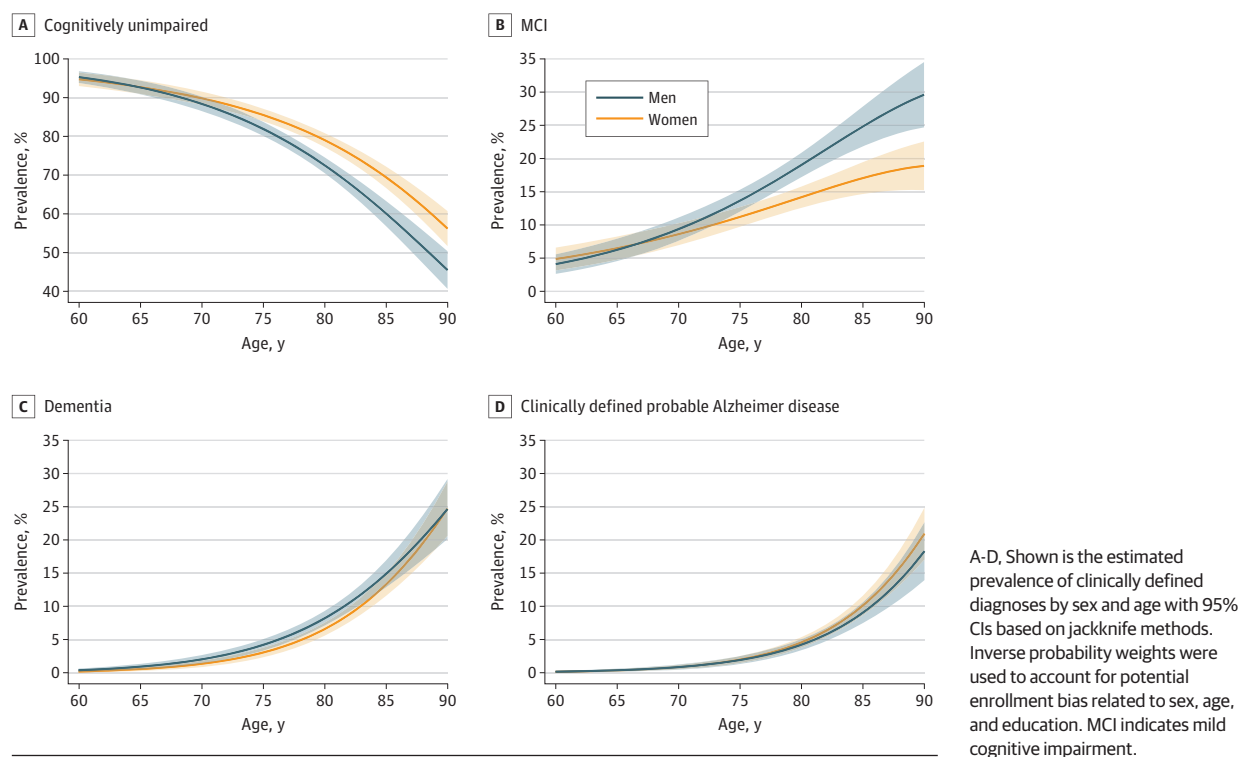 A Cognitively unimpaired
100
90
80
70
60
50
40
Prevalence, %
60 65 70 75 80 85 90
Age, y
B MCI
35
30
25
20
15
10
5
0
Prevalence, %
Men
Women
60 65 70 75 80 85 90
Age, y
C Dementia
35
30
25
20
15
10
5
0
Prevalence, %
60 65 70 75 80 85 90
Age, y
D Clinically defined probable Alzheimer disease
35
30
25
20
15
10
5
0
Prevalence, %
60 65 70 75 80 85 90
Age, y
A-D, Shown is the estimated
prevalence of clinically defined
diagnoses by sex and age with 95%
CIs based on jackknife methods.
Inverse probability weights were
used to account for potential
enrollment bias related to sex, age,
and education. MCI indicates mild
cognitive impairment.